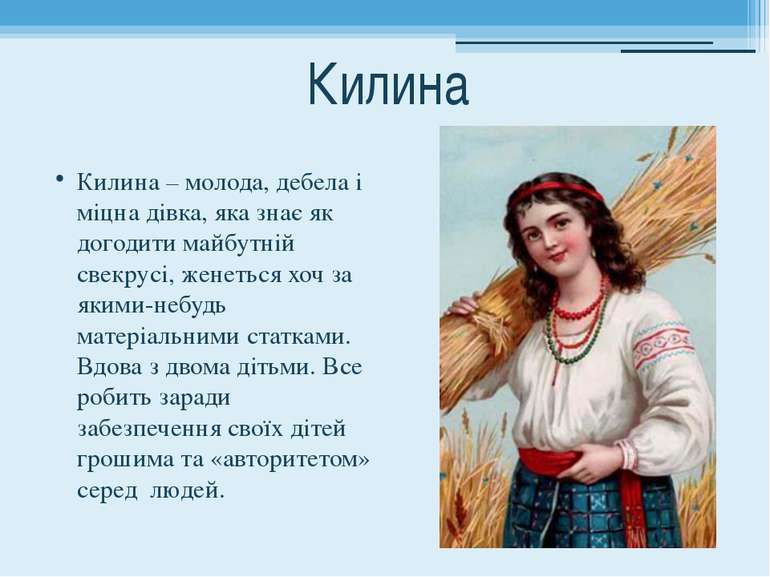 Килина
• Килина – молода, дебела і
міцна дівка, яка знає як
догодити майбутній
свекрусі, женеться хоч за
якими-небудь
матеріальними статками.
Вдова з двома дітьми. Все
робить заради
забезпечення своїх дітей
грошима та «авторитетом»
серед  людей.